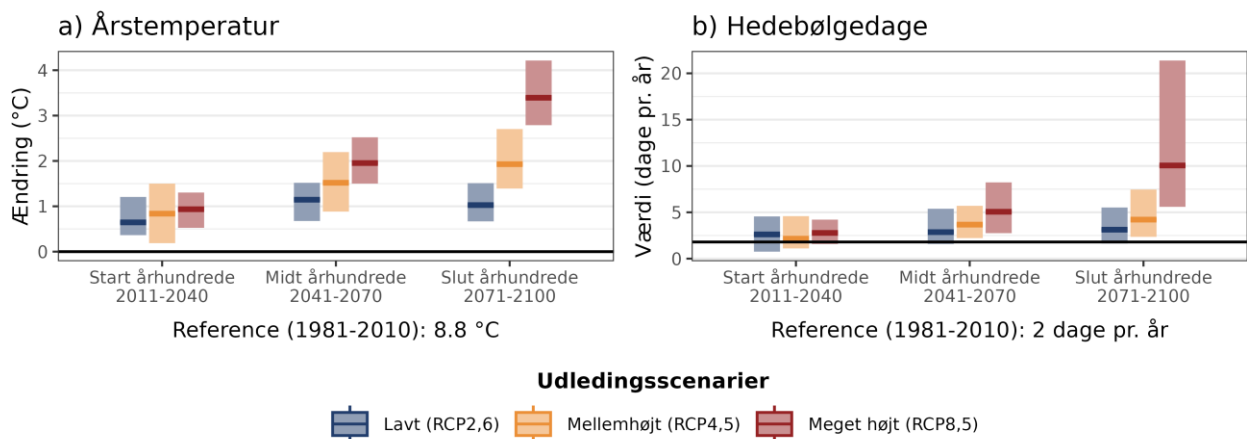 a) Årstemperatur
Ændring (°C)
4
3
2
1
0
Start århundrede
2011-2040
Midt århundrede
2041-2070
Slut århundrede
2071-2100
Reference (1981-2010): 8.8 °C
b) Hedebølgedage
Værdi (dage pr. år)
20
15
10
5
0
Start århundrede
2011-2040
Midt århundrede
2041-2070
Slut århundrede
2071-2100
Reference (1981-2010): 2 dage pr. år
Udledingsscenarier
Lavt (RCP2,6)
Mellemhøjt (RCP4,5)
Meget højt (RCP8,5)